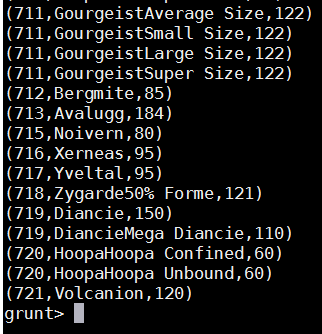 (711,GourgeistAverage Size,122)
(711,GourgeistSmall Size,122)
(711,GourgeistLarge Size,122)
(711,GourgeistSuper Size,122)
(712,Bergmite,85)
(713,Avalugg,184)
(715,Noivern,80)
(716,Xerneas,95)
(717,Yveltal,95)
(718,Zygarde50% Forme,121)
(719,Diancie,150)
(719,DiancieMega Diancie,110)
(720,HoopaHoopa Confined,60)
(720,HoopaHoopa Unbound,60)
(721,Volcanion,120)
grunt>